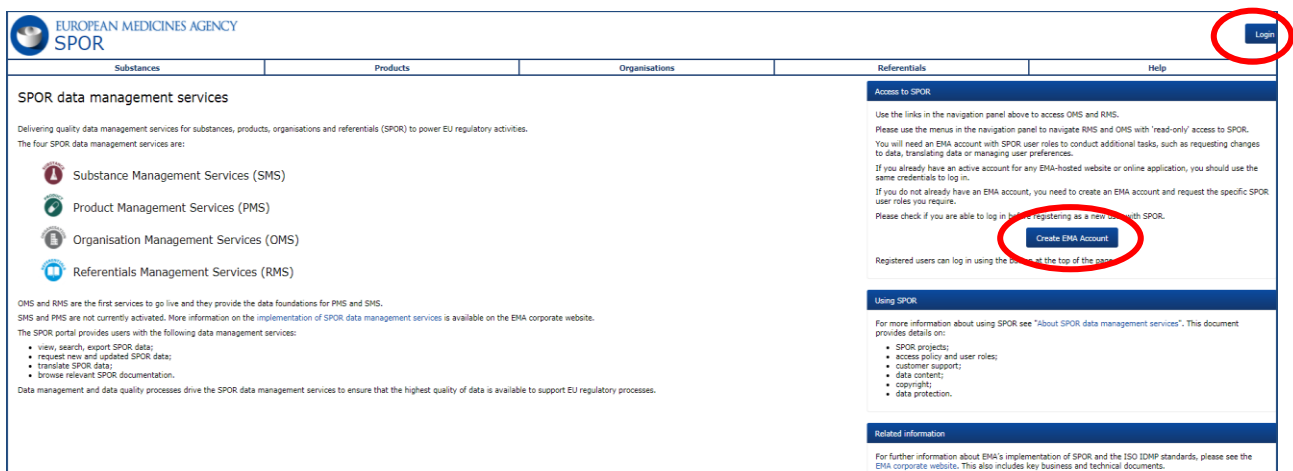 EUROPEAN MEDICINES AGENCY
SPOR
Login
Substances
Products
Organisations
Referentials
Help
SPOR data management services
Delivering quality data management services for substances, products, organisations and referentials (SPOR) to power EU regulatory activities.
The four SPOR data management services are:
Substance Management Services (SMS)
Product Management Services (PMS)
Organisation Management Services (OMS)
Referentials Management Services (RMS)
OMS and RMS are the first services to go live and they provide the data foundations for PMS and SMS.
SMS and PMS are not currently activated. More information on the implementation of SPOR data management services is available on the EMA corporate website.
The SPOR portal provides users with the following data management services:
• view, search, export SPOR data;
• request new and updated SPOR data;
• translate SPOR data;
• browse relevant SPOR documentation.
Data management and data quality processes drive the SPOR data management services to ensure that the highest quality of data is available to support EU regulatory processes.
Access to SPOR
Use the links in the navigation panel above to access OMS and RMS.
Please use the menus in the navigation panel to navigate RMS and OMS with 'read-only' access to SPOR.
You will need an EMA account with SPOR user roles to conduct additional tasks, such as requesting changes
to data, translating data or managing user preferences.
If you already have an active account for any EMA-hosted website or online application, you should use the
same credentials to log in.
If you do not already have an EMA account, you need to create an EMA account and request the specific SPOR
user roles you require.
Please check if you are able to log in before registering as a new user with SPOR.
Create EMA Account
Registered users can log in using the button at the top of the page
Using SPOR
For more information about using SPOR see "About SPOR data management services". This document
provides details on:
• SPOR projects;
• access policy and user roles;
• customer support;
• data content;
• copyright;
• data protection.
Related information
For further information about EMA's implementation of SPOR and the ISO IDMP standards, please see the
EMA corporate website. This also includes key business and technical documents.